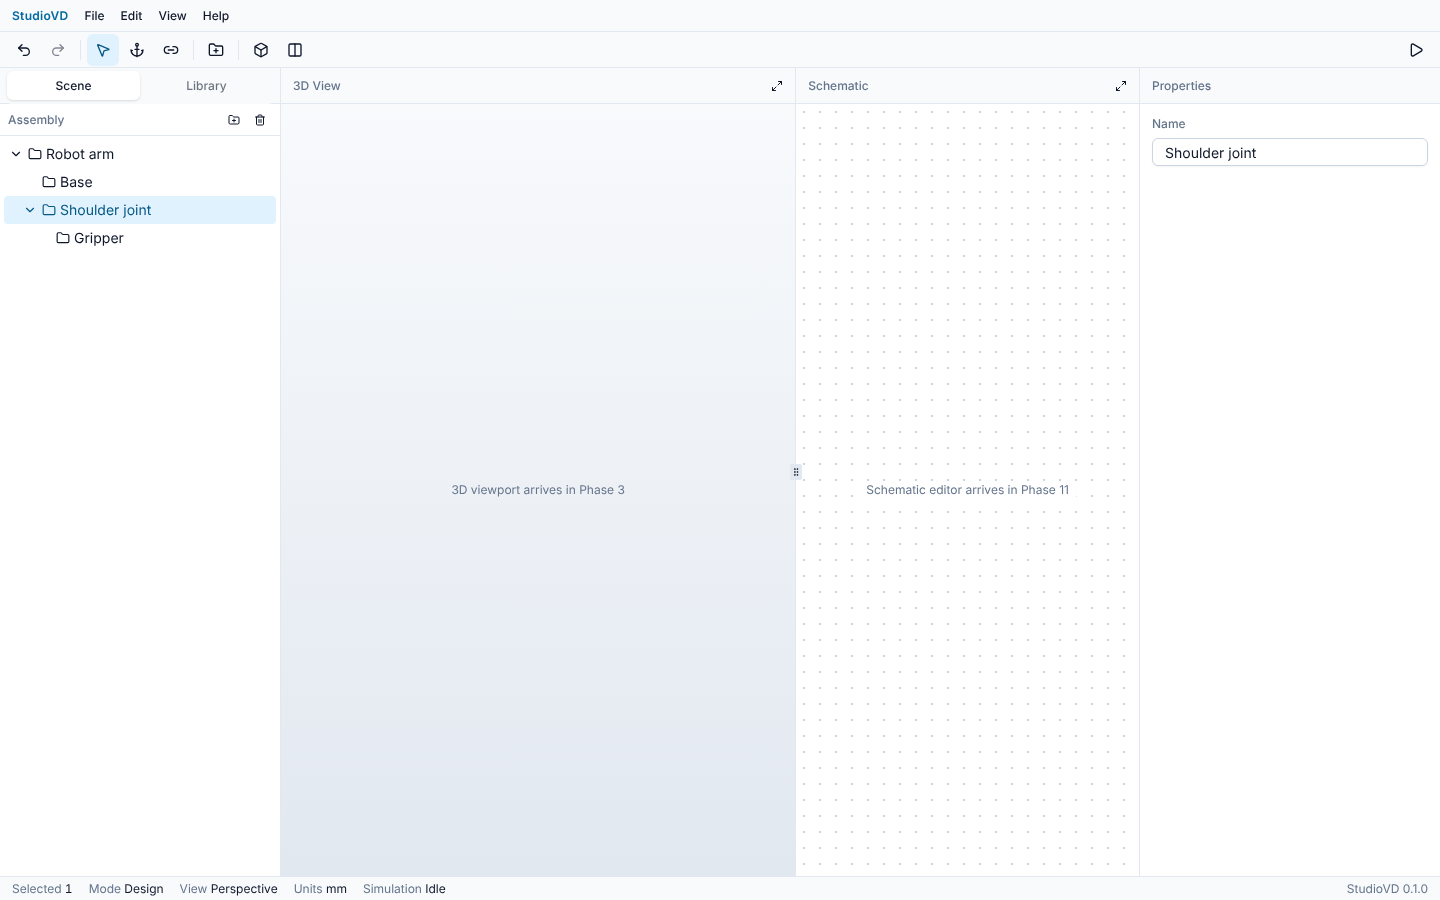 StudioVD File Edit View Help
Scene Library
3D View
Schematic
Properties
Assembly
Robot arm
Base
Shoulder joint
Gripper
3D viewport arrives in Phase 3
Schematic editor arrives in Phase 11
Name
Shoulder joint
Selected 1 Mode Design View Perspective Units mm Simulation Idle
StudioVD 0.1.0